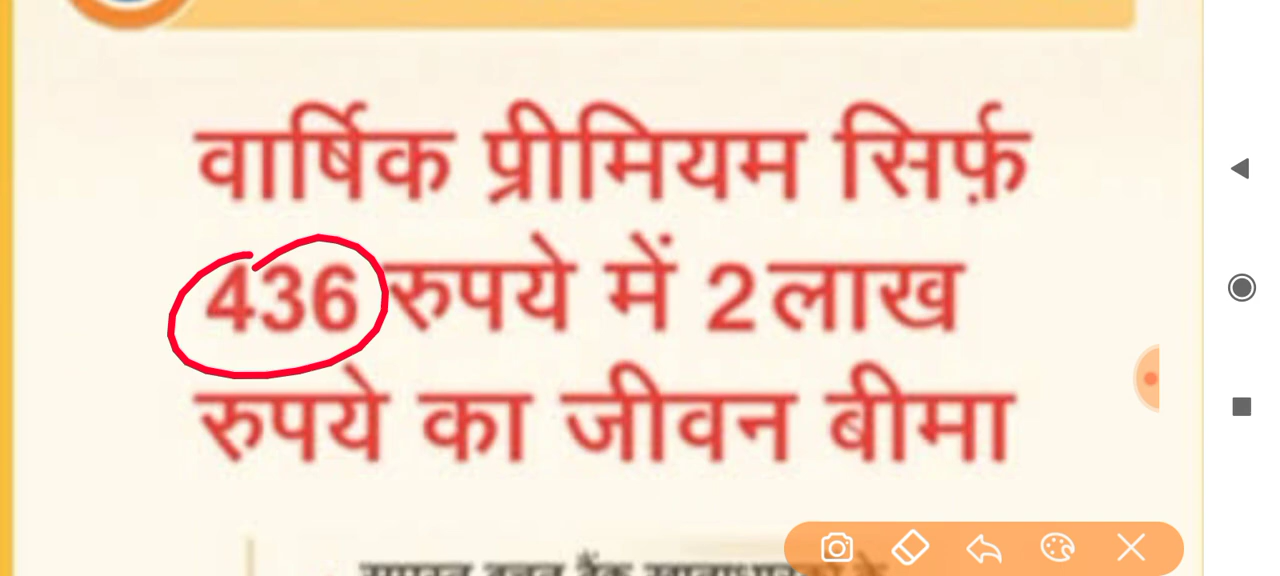 वार्षिक प्रीमियम सिर्फ़
436 रुपये में 2 लाख
रुपये का जीवन बीमा